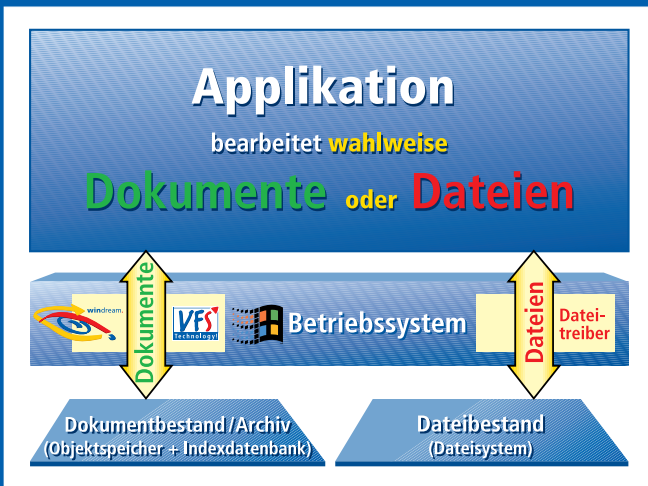 Applikation
bearbeitet wahlweise
Dokumente oder Dateien
Dokumente
Dateien
windream.
VFS
Technology!
Betriebssystem
Datei-
treiber
Dokumentbestand/Archiv
(Objektspeicher + Indexdatenbank)
Dateibestand
(Dateisystem)